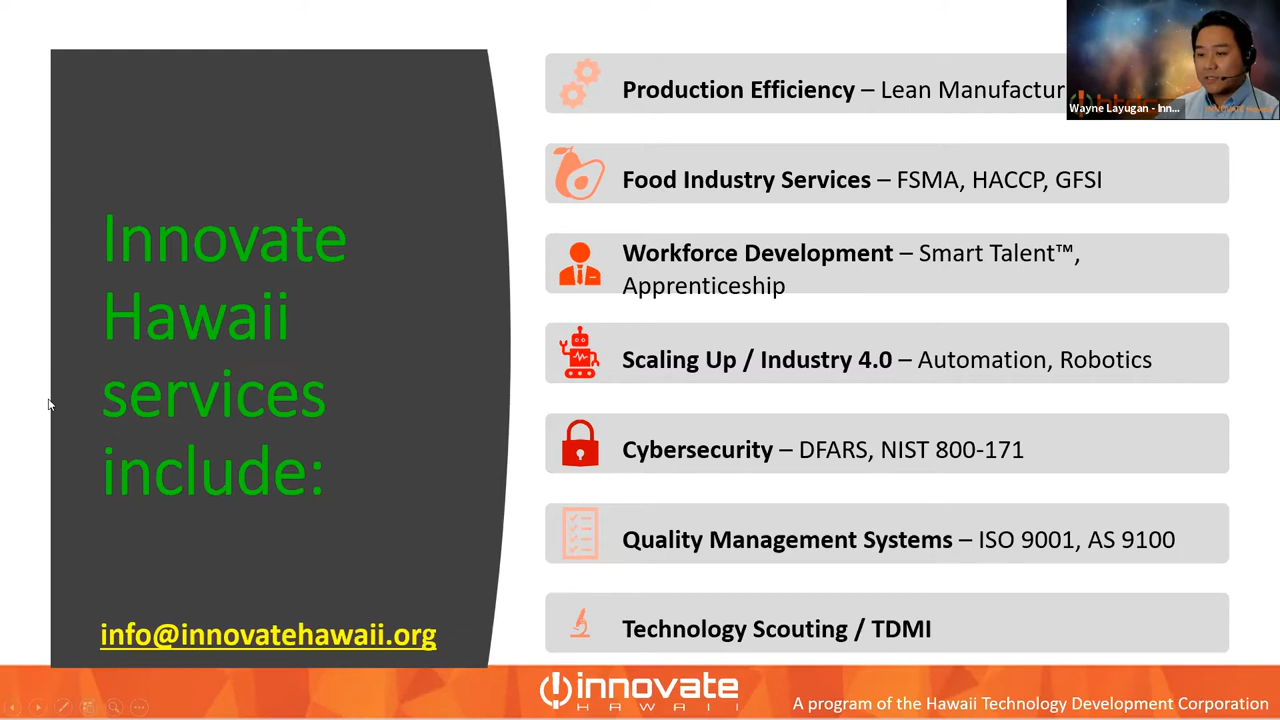 Innovate
Hawaii
services
include:
info@innovatehawaii.org
Production Efficiency – Lean Manufactur
Food Industry Services – FSMA, HACCP, GFSI
Workforce Development – Smart Talent™,
Apprenticeship
Scaling Up / Industry 4.0 – Automation, Robotics
Cybersecurity – DFARS, NIST 800-171
Quality Management Systems – ISO 9001, AS 9100
Technology Scouting / TDMI
Wayne Layugan - Inn...
innovate
HAWAII
A program of the Hawaii Technology Development Corporation